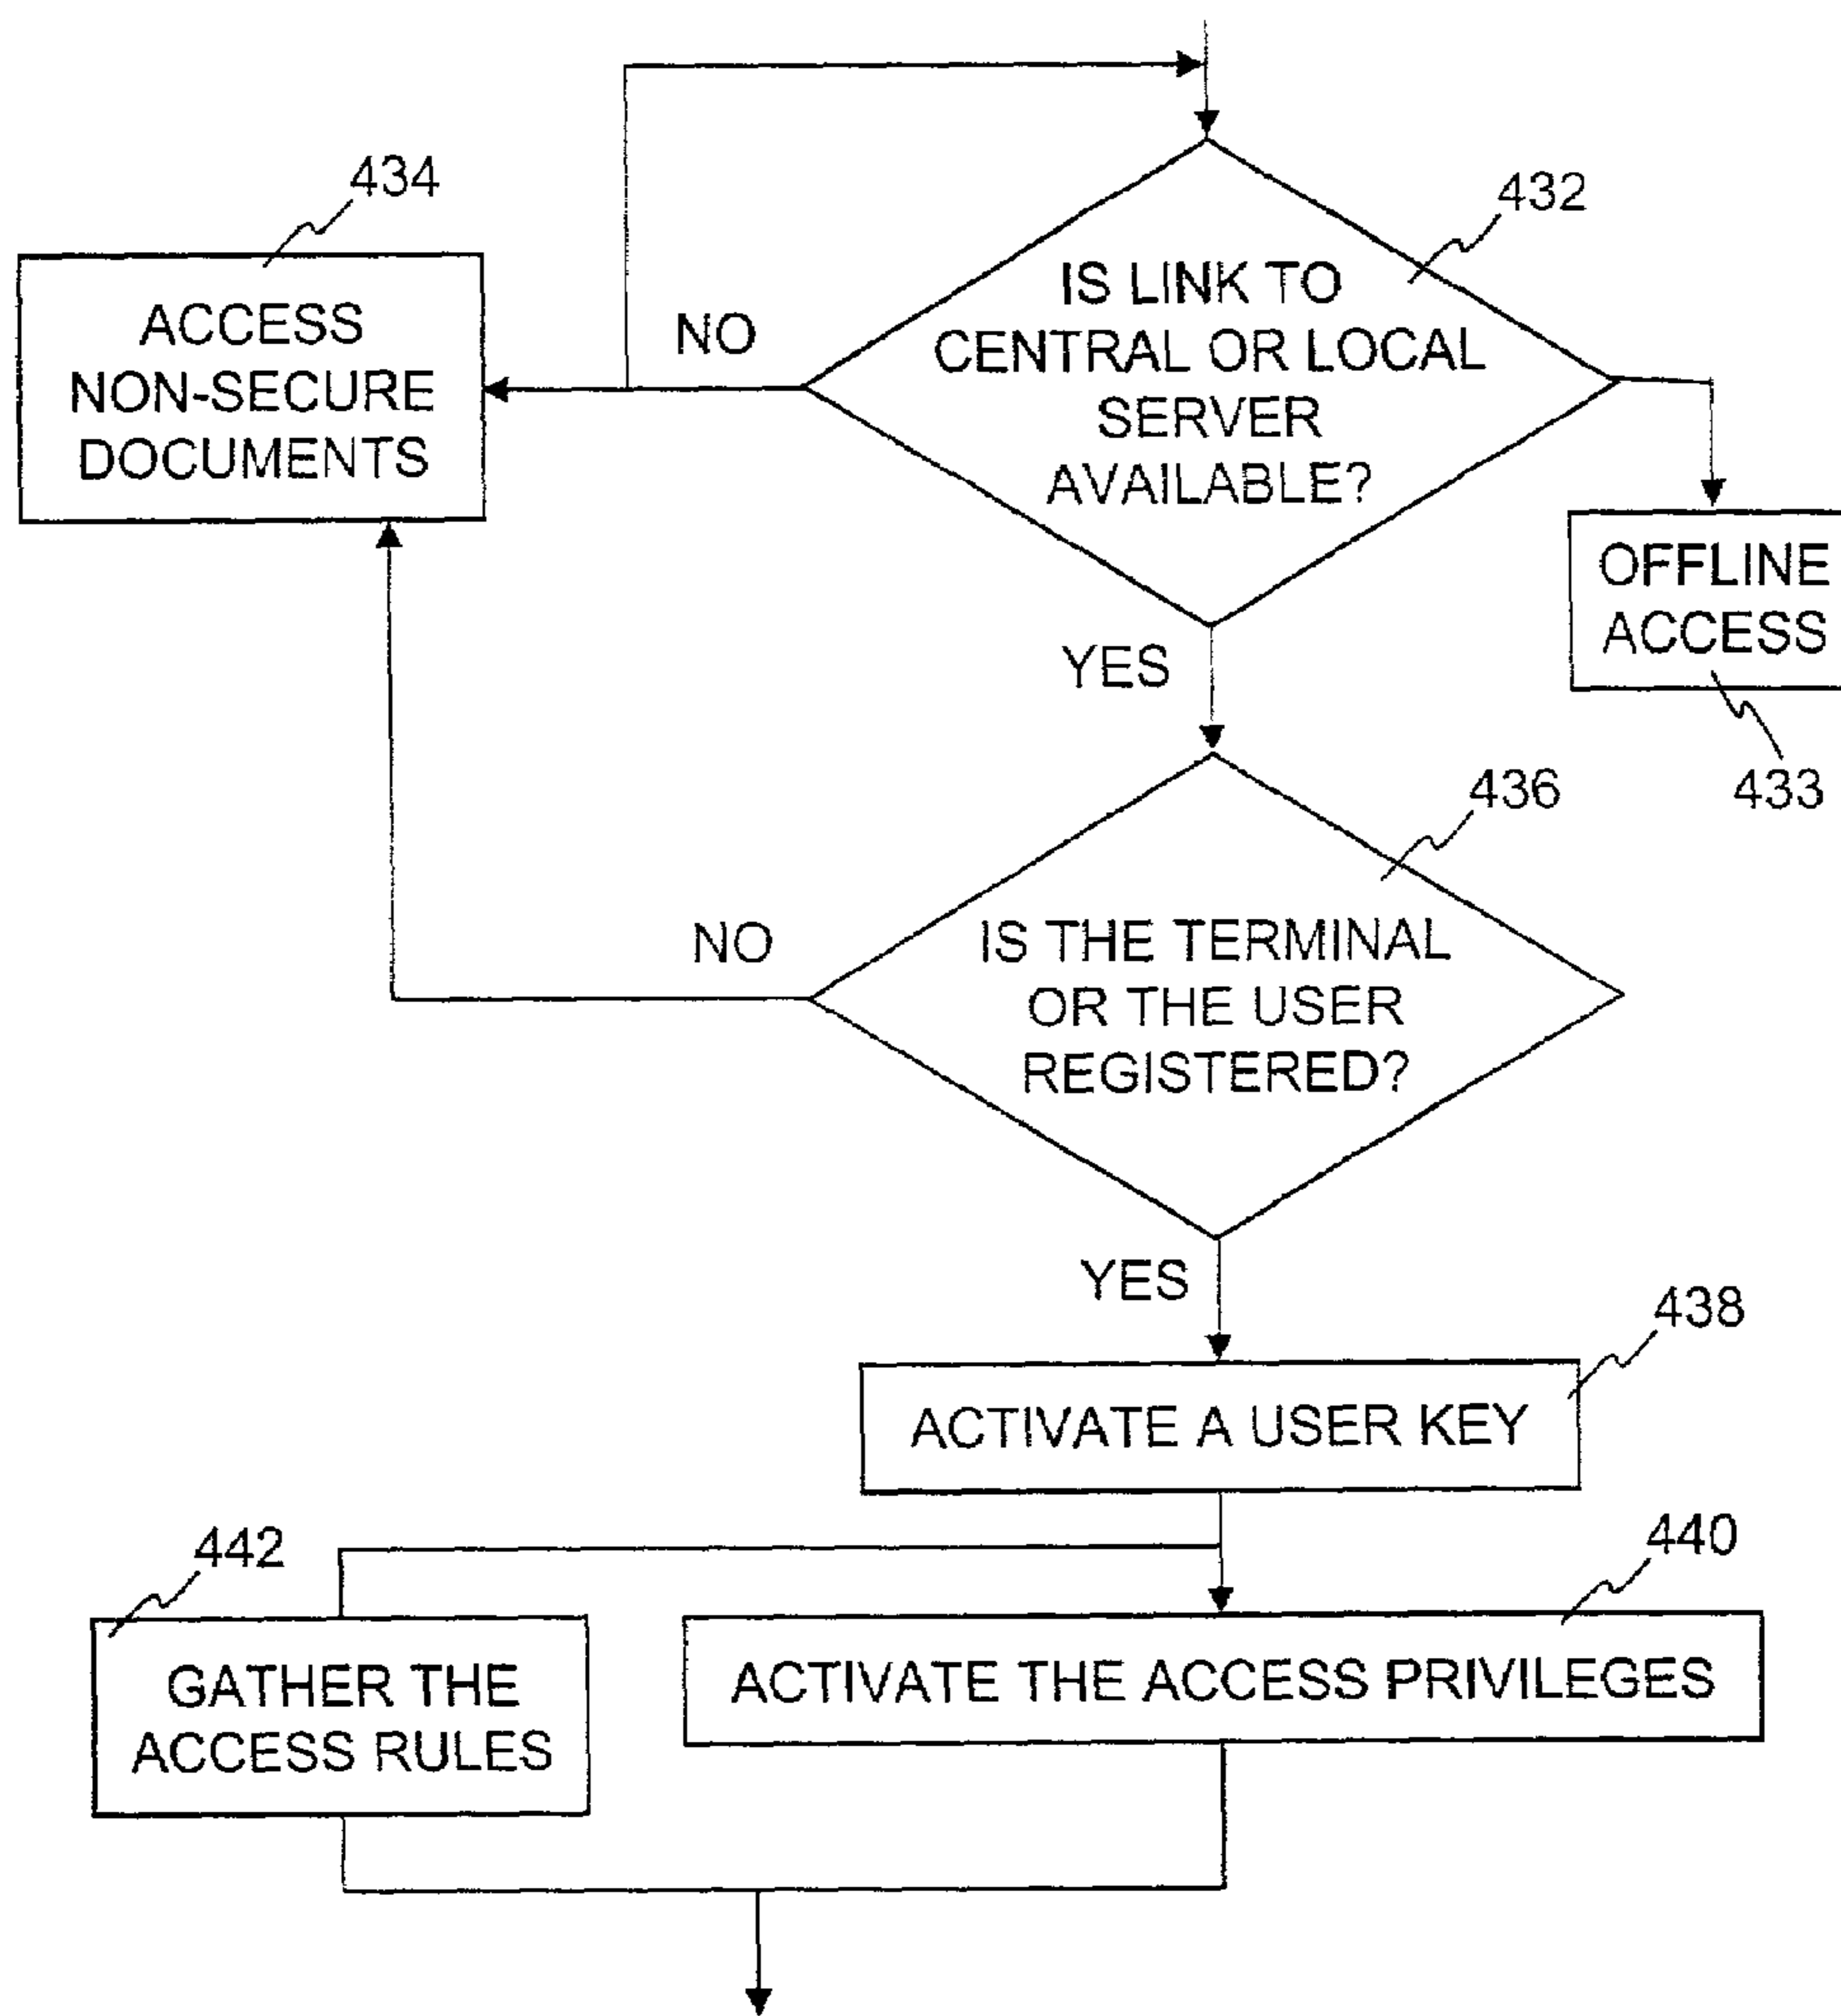 434
432
ACCESS
NON-SECURE
DOCUMENTS
NO
IS LINK TO
CENTRAL OR LOCAL
SERVER
AVAILABLE?
OFFLINE
ACCESS
433
YES
436
NO
IS THE TERMINAL
OR THE USER
REGISTERED?
YES
438
ACTIVATE A USER KEY
442
440
GATHER THE
ACCESS RULES
ACTIVATE THE ACCESS PRIVILEGES